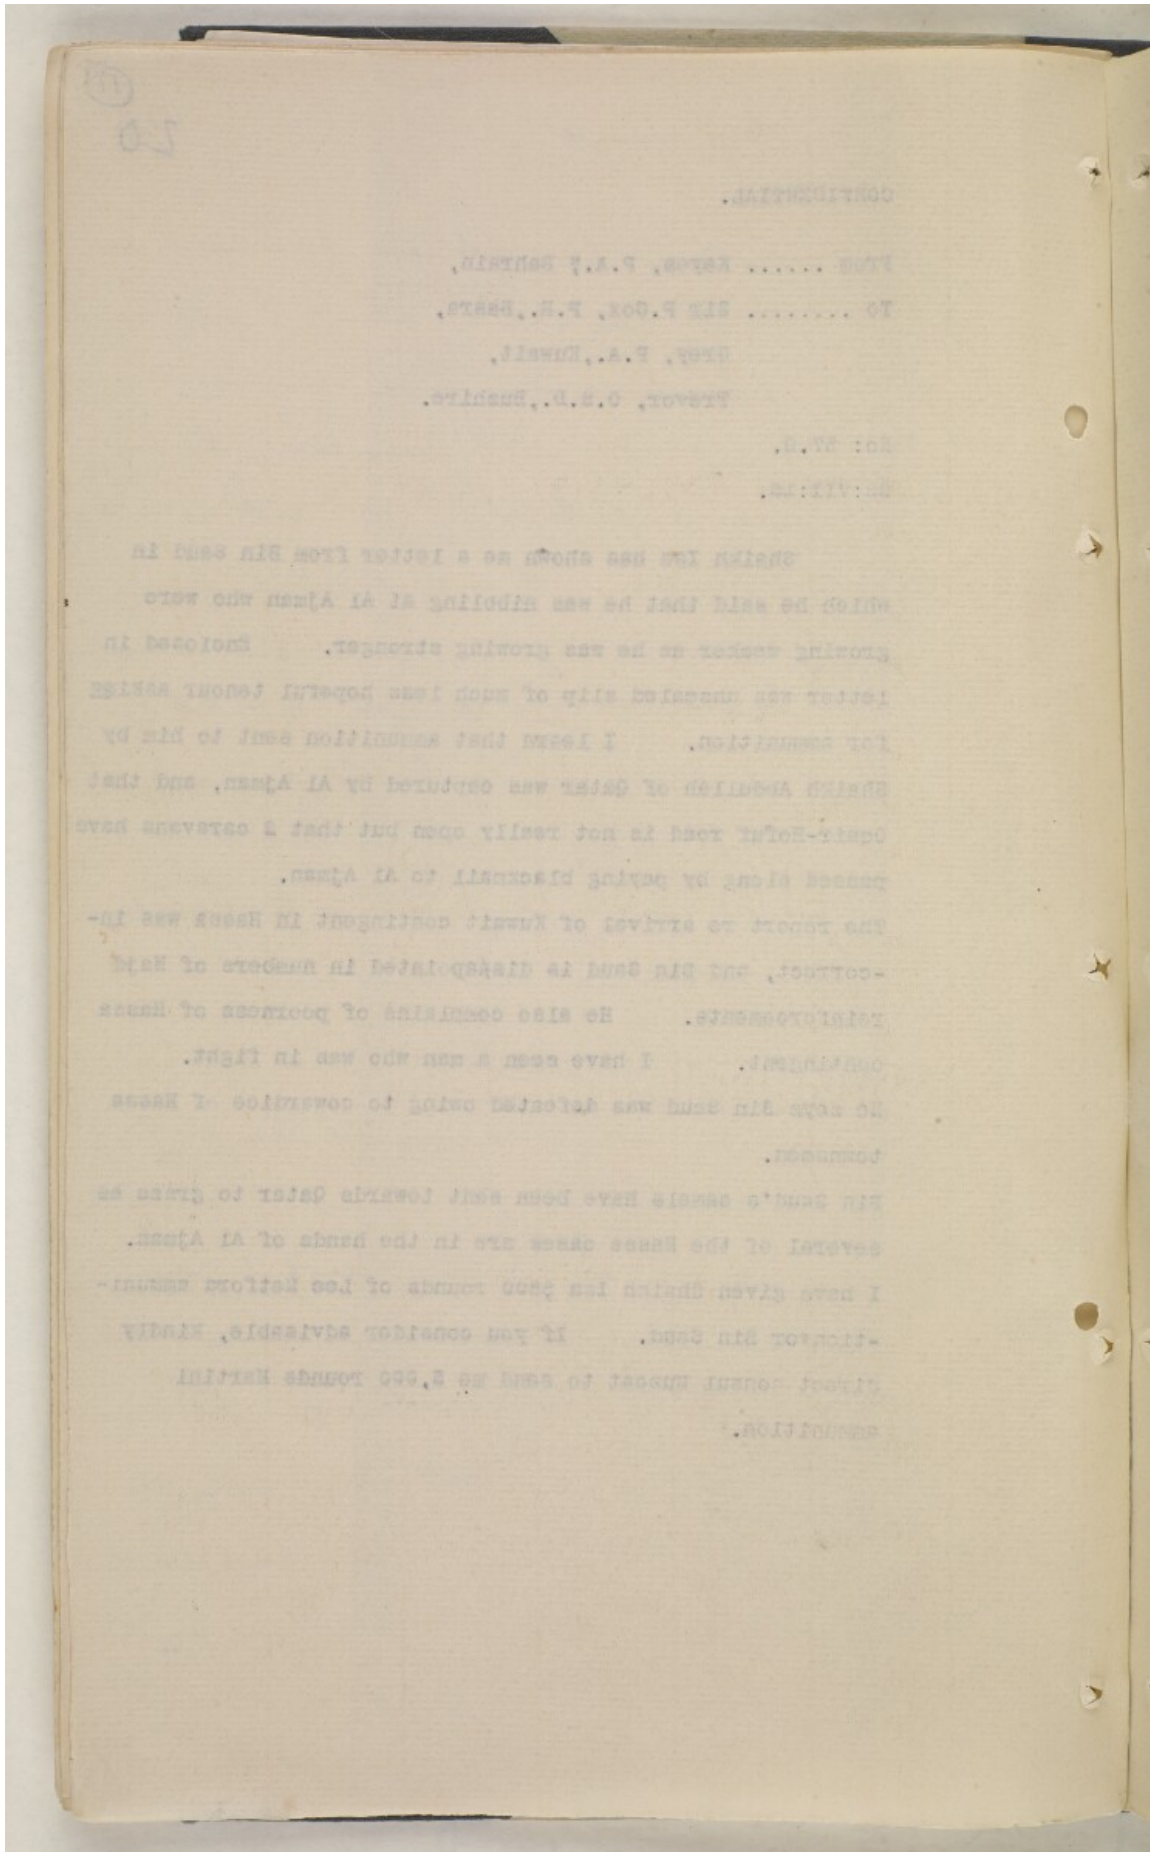 CONFIDENTIAL.
From ...... Keyes, P.A., Bahrain,
To ........ Sir P.Cox, P.R.,Basra,
Grey, P.A.,Kuwait,
Trevor, O.S.D.,Bushire.
No: 57.C.
Shaikh Isa has shown me a letter from Bin Saud in
which he said that he was nibbling at Al Ajman who were
growing weaker as he was growing stronger. Enclosed in
letter was unsealed slip of much less hopeful tenour asking
for ammunition. I learn that ammunition sent to him by
Shaikh Abdullah of Qatar was captured by Al Ajman, and that
Oqair-Hofuf road is not really open but that 2 caravans have
passed along by paying blackmail to Al Ajman.
The report re arrival of Kuwait contingent in Hassa was in-
-correct, and Bin Saud is disappointed in numbers of Najd
reinforcements. He also complains of poorness of Hassa
contingent. I have seen a man who was in fight.
He says Bin Saud was defeated owing to cowardice of Hassa
townsmen.
Bin Saud's camels have been sent towards Qatar to graze as
several of the Hassa oases are in the hands of Al Ajman.
I have given Shaikh Isa rounds of Lee Metford ammuni-
-tionvor Bin Saud. If you consider advisable, kindly
direct consul Muscat to send me 5,000 rounds Martini
ammunition.